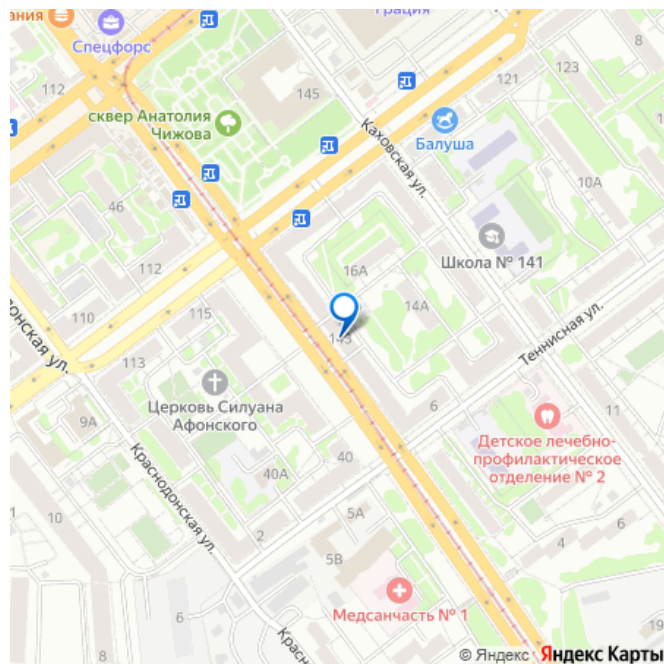 ания
Спецфорс
грация
8
123
121
112
145
сквер Анатолия
Чижова
Каховская ул.
Балуша
10А
46
Школа № 141
112
16А
14А
110
115
Теннисная ул.
онская ул.
113
143
Церковь Силуана
Афонского
6
9А
11
Детское лечебно-
профилактическое
отделение № 2
Краснодонская ул.
40А
40
10
2
5А
6
4
5В
6
Медсанчасть № 1
8
Красн
19
© Яндекс Яндекс Карты